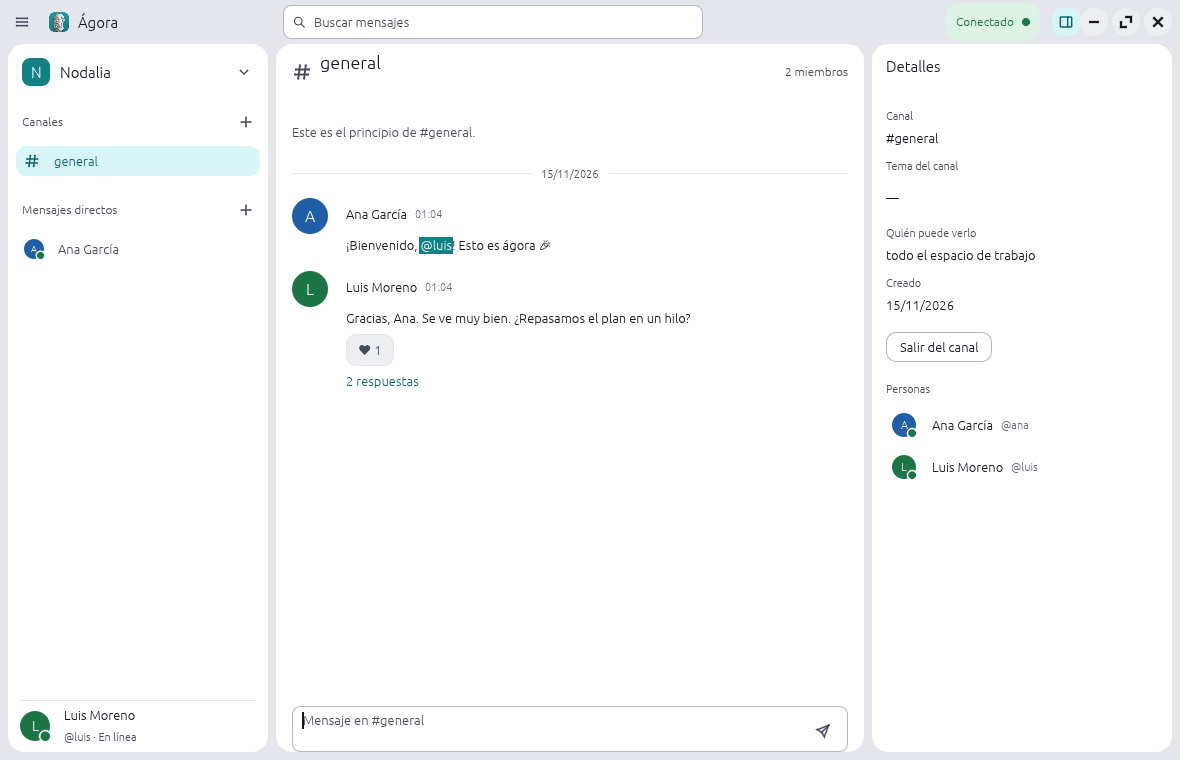 Ágora
Buscar mensajes
Conectado
N Nodalia
Canales
# general
Mensajes directos
A Ana García
L Luis Moreno
@luis · En línea
# general
2 miembros
Este es el principio de #general.
15/11/2026
A Ana García 01:04
¡Bienvenido, @luis! Esto es ágora 🎉
L Luis Moreno 01:04
Gracias, Ana. Se ve muy bien. ¿Repasamos el plan en un hilo?
♥ 1
2 respuestas
Mensaje en #general
Detalles
Canal
#general
Tema del canal
—
Quién puede verlo
todo el espacio de trabajo
Creado
15/11/2026
Salir del canal
Personas
A Ana García @ana
L Luis Moreno @luis